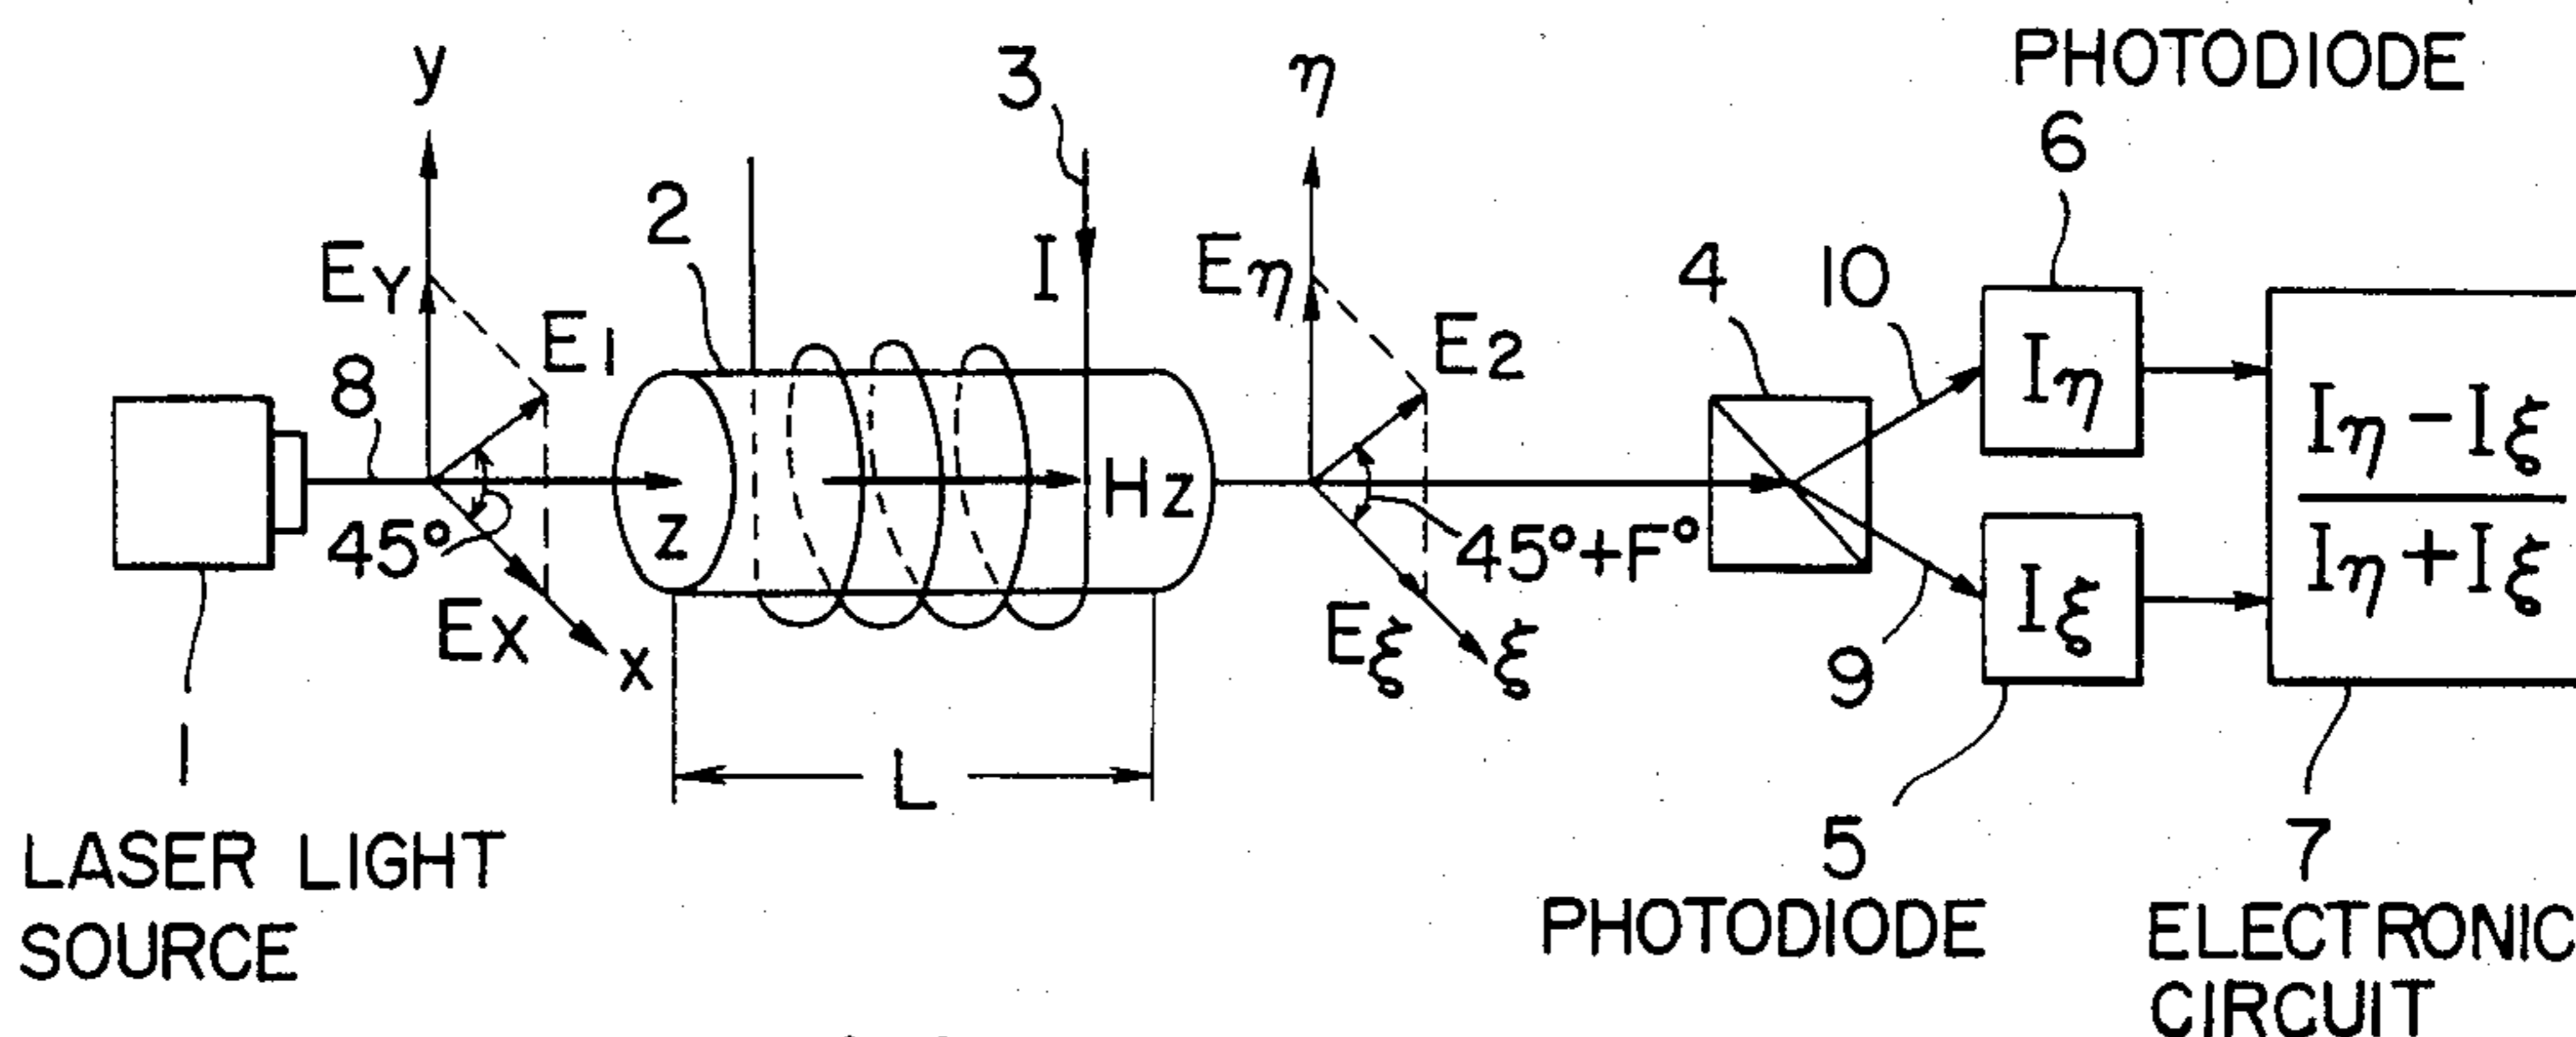 y
3
η
PHOTODIODE
6
2
E_Y
E1
I
Eη
E2
4
10
Iη
8
45°
Ex
x
z
Hz
45°+F°
Eξ
ξ
Iξ
9
Iη-Iξ
Iη+Iξ
1
L
5
7
LASER LIGHT
SOURCE
PHOTODIODE
ELECTRONIC
CIRCUIT